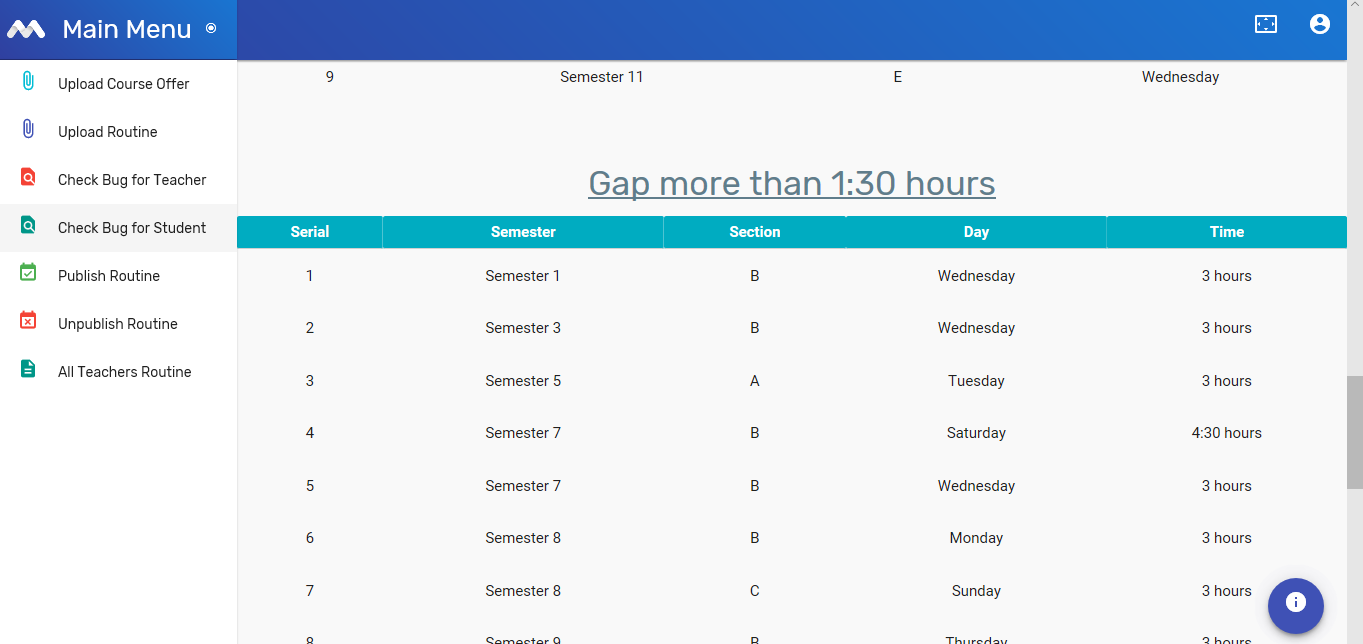 Main Menu
Upload Course Offer
Upload Routine
Check Bug for Teacher
Check Bug for Student
Publish Routine
Unpublish Routine
All Teachers Routine
9 Semester 11 E Wednesday
Gap more than 1:30 hours
Serial Semester Section Day Time
1 Semester 1 B Wednesday 3 hours
2 Semester 3 B Wednesday 3 hours
3 Semester 5 A Tuesday 3 hours
4 Semester 7 B Saturday 4:30 hours
5 Semester 7 B Wednesday 3 hours
6 Semester 8 B Monday 3 hours
7 Semester 8 C Sunday 3 hours
8 Semester 9 B Thursday 3 hours